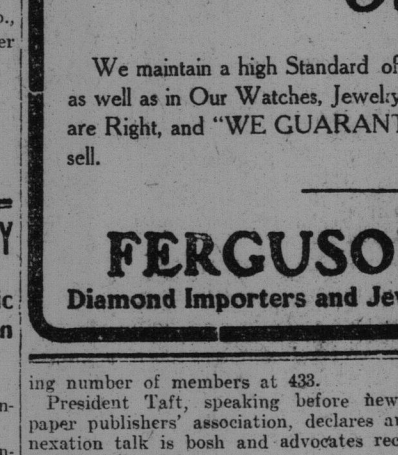 o.,
er
We maintain a high Standard of
as well as in Our Watches, Jewelry
are Right, and "WE GUARANT
sell.
Y
ic
n
FERGUSO
Diamond Importers and Je
ing number of members at 433.
President Taft, speaking before new
paper publishers' association, declares a
nexation talk is bosh and advocates rec
n-
n-